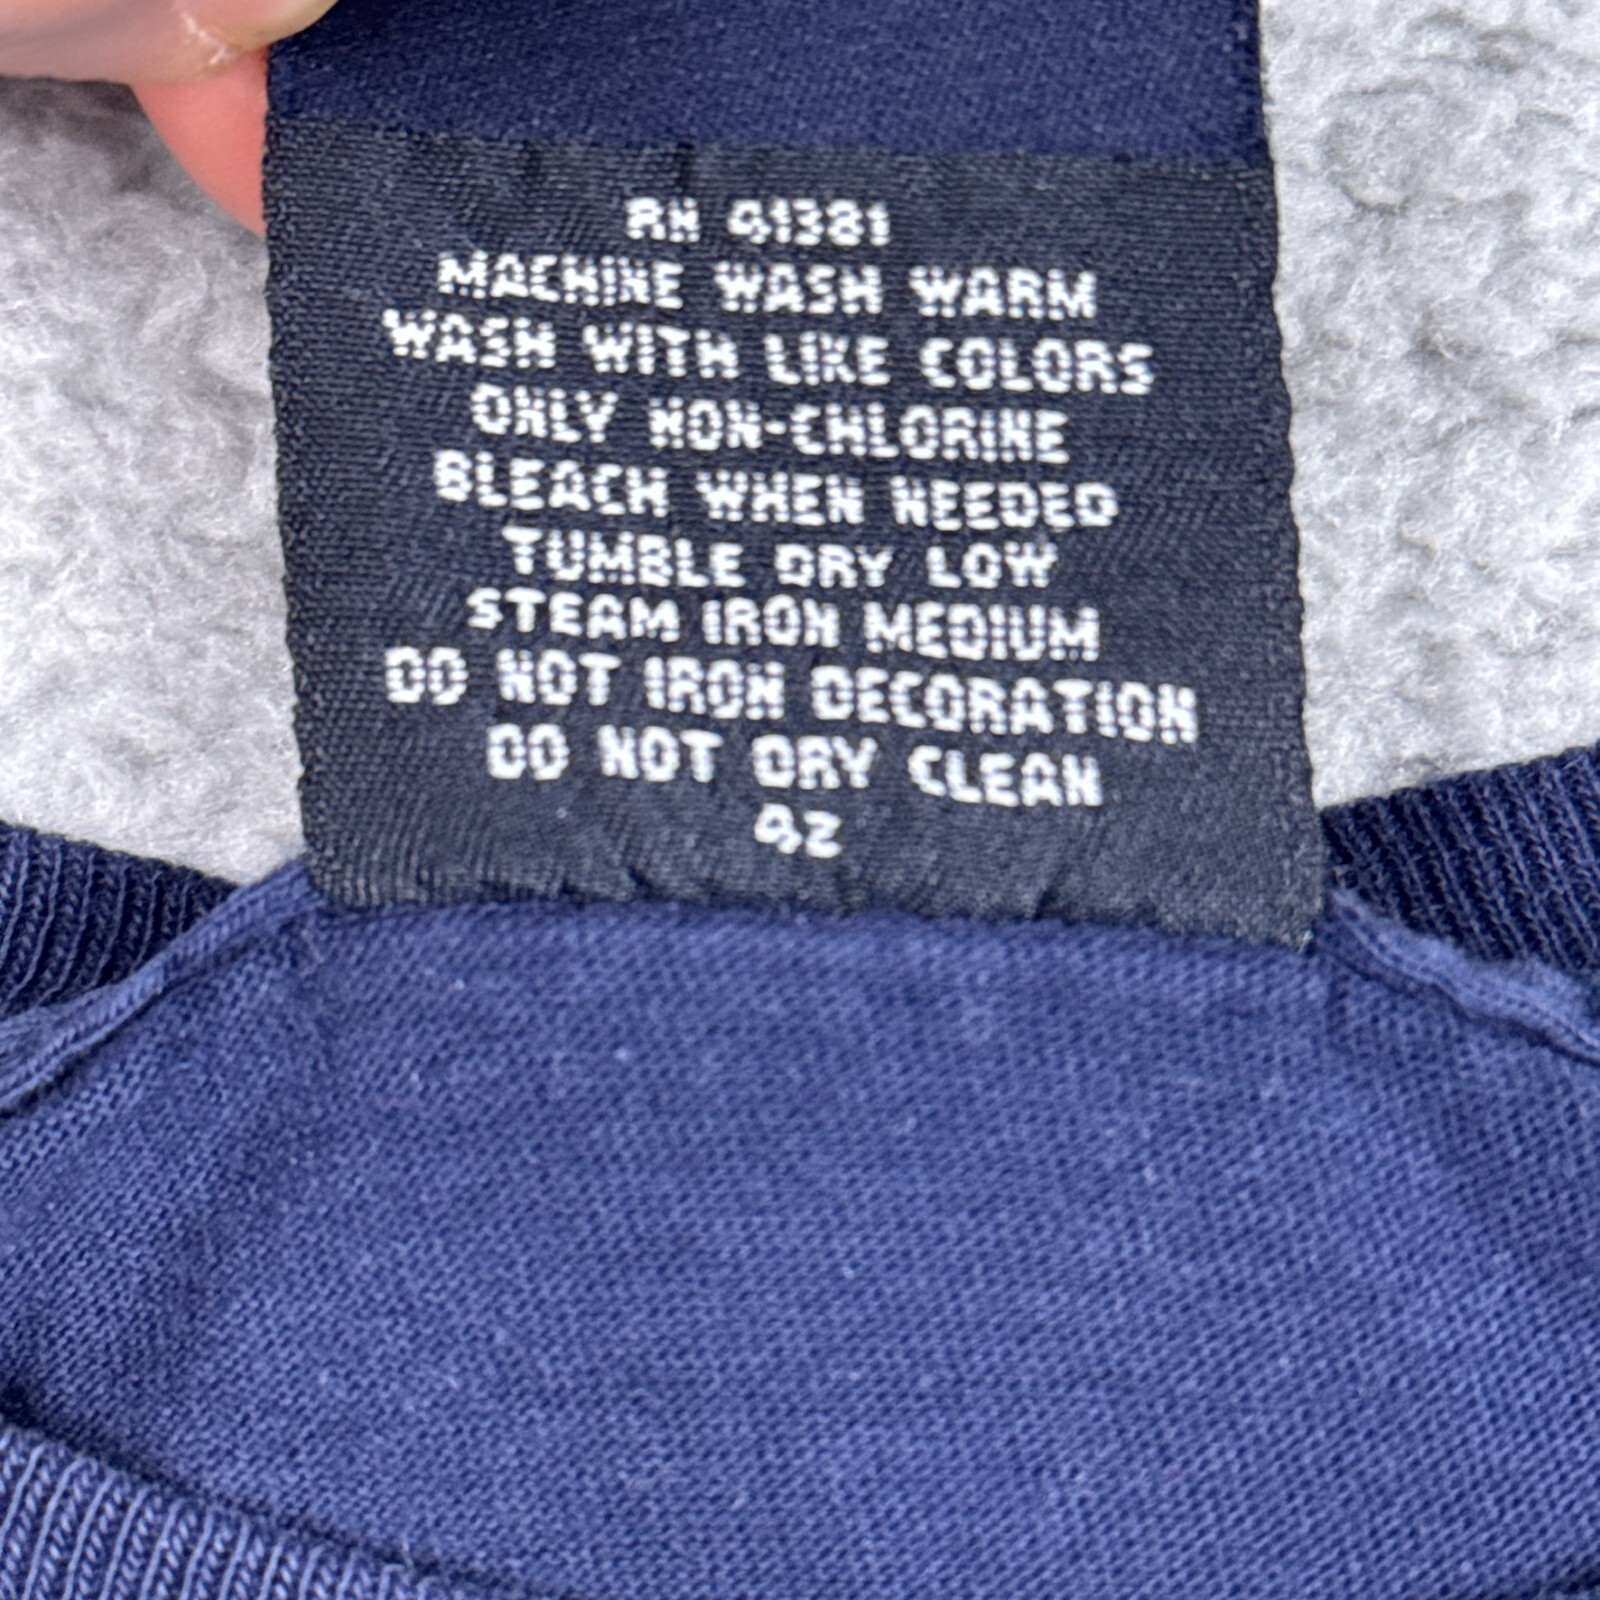 RN 41381
MACHINE WASH WARM
WASH WITH LIKE COLORS
ONLY NON-CHLORINE
BLEACH WHEN NEEDED
TUMBLE DRY LOW
STEAM IRON MEDIUM
DO NOT IRON DECORATION
DO NOT DRY CLEAN
42